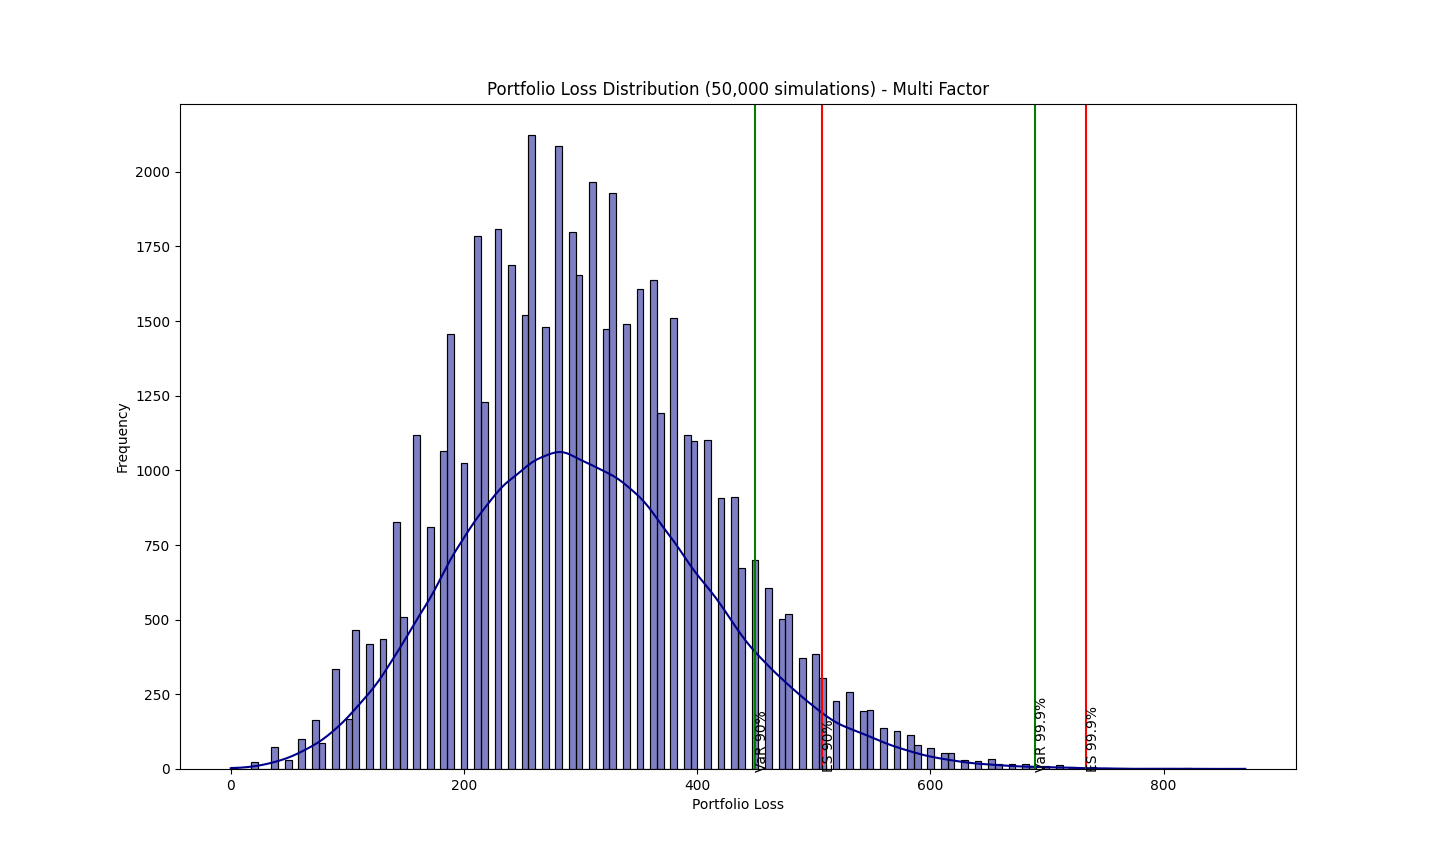 Portfolio Loss Distribution (50,000 simulations) - Multi Factor
Frequency
2000
1750
1500
1250
1000
750
500
250
0
VaR 90%
ES 90%
VaR 99.9%
ES 99.9%
0 200 400 600 800
Portfolio Loss